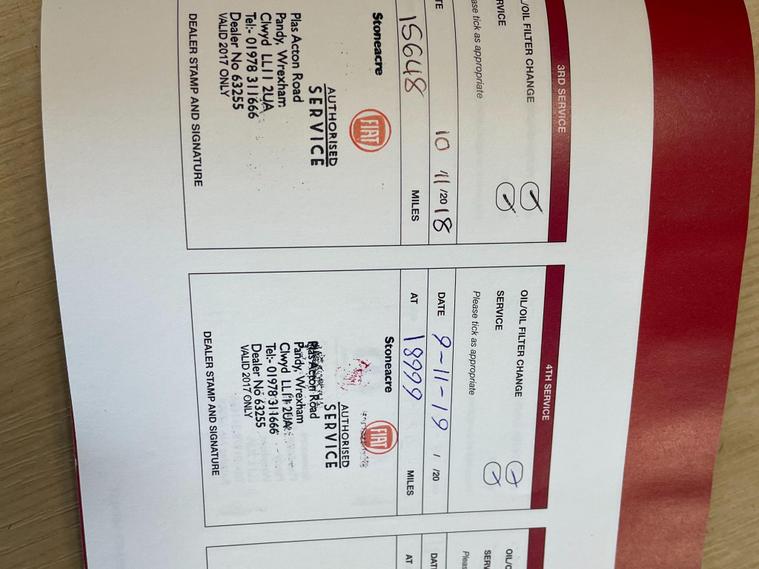 3RD SERVICE
L/OIL FILTER CHANGE
RVICE
ase tick as appropriate
TE 10 / 11 /20 18
15648 MILES
Stoneacre
FIAT
AUTHORISED
SERVICE
Plas Acton Road
Pandy, Wrexham
Clwyd LL11 2UA
Tel:- 01978 311666
Dealer No 63255
VALID 2017 ONLY
DEALER STAMP AND SIGNATURE
4TH SERVICE
OIL/OIL FILTER CHANGE
SERVICE
Please tick as appropriate
DATE 9-11-19 / /20
AT 18999 MILES
Stoneacre
FIAT
AUTHORISED
SERVICE
Plas Acton Road
Pandy, Wrexham
Clwyd LL11 2UA
Tel:- 01978 311666
Dealer No 63255
VALID 2017 ONLY
DEALER STAMP AND SIGNATURE
OIL/O
SERV
Pleas
DAT
AT